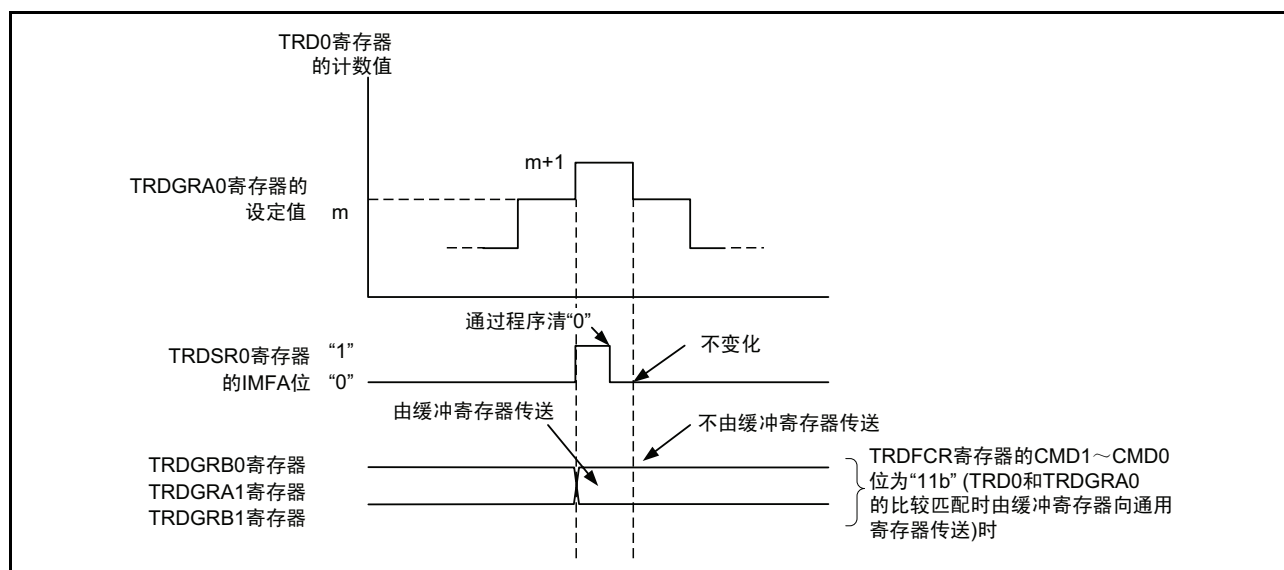 TRD0寄存器
的计数值
m+1
TRDGRA0寄存器的
设定值 m
通过程序清“0”
不变化
TRDSR0寄存器 “1”
的IMFA位 “0”
由缓冲寄存器传送
不由缓冲寄存器传送
TRDGRB0寄存器
TRDGRA1寄存器
TRDGRB1寄存器
TRDFCR寄存器的CMD1～CMD0
位为“11b” (TRD0和TRDGRA0
的比较匹配时由缓冲寄存器向通用
寄存器传送)时